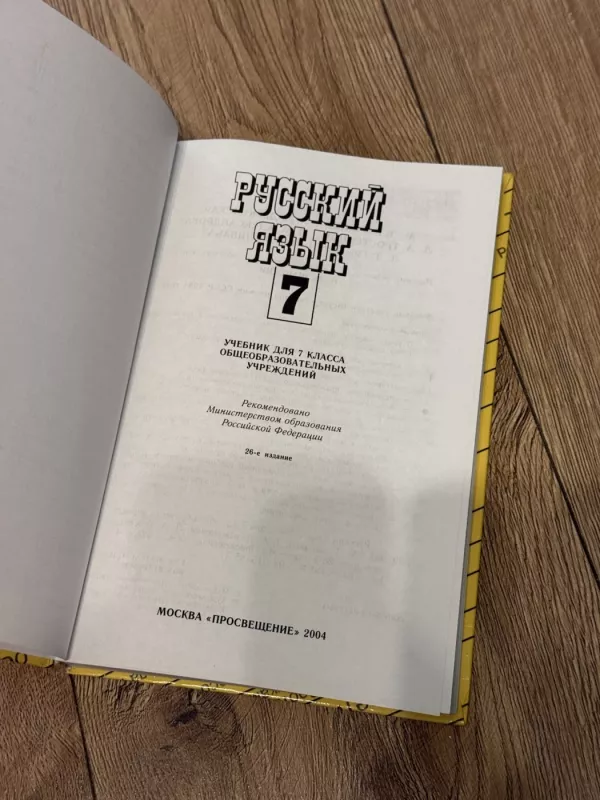 РУССКИЙ
ЯЗЫК
7
УЧЕБНИК ДЛЯ 7 КЛАССА
ОБЩЕОБРАЗОВАТЕЛЬНЫХ
УЧРЕЖДЕНИЙ
Рекомендовано
Министерством образования
Российской Федерации
26-е издание
МОСКВА «ПРОСВЕЩЕНИЕ» 2004